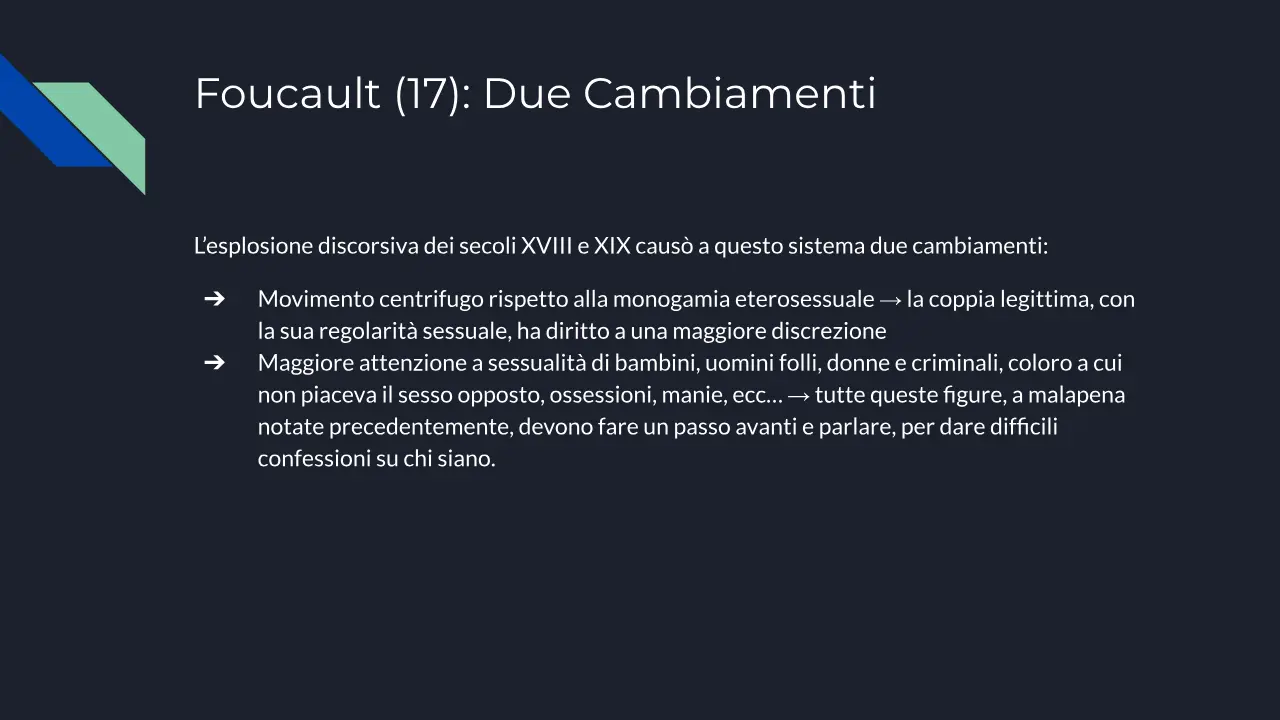 Foucault (17): Due Cambiamenti
L’esplosione discorsiva dei secoli XVIII e XIX causò a questo sistema due cambiamenti:
➔ Movimento centrifugo rispetto alla monogamia eterosessuale → la coppia legittima, con
la sua regolarità sessuale, ha diritto a una maggiore discrezione
➔ Maggiore attenzione a sessualità di bambini, uomini folli, donne e criminali, coloro a cui
non piaceva il sesso opposto, ossessioni, manie, ecc… → tutte queste figure, a malapena
notate precedentemente, devono fare un passo avanti e parlare, per dare difficili
confessioni su chi siano.